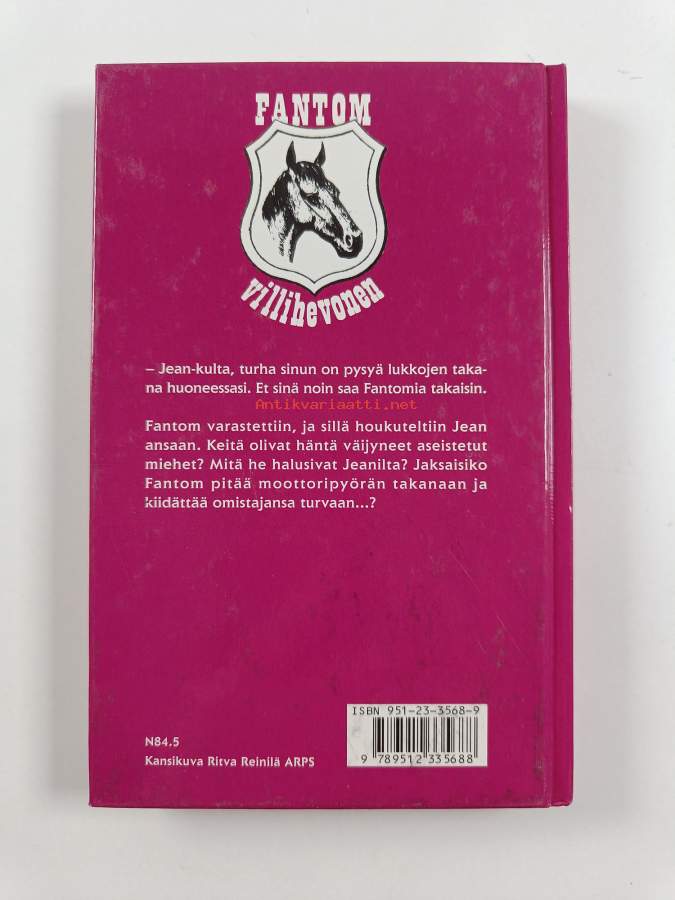 FANTOM
villihevonen
– Jean-kulta, turha sinun on pysyä lukkojen taka-
na huoneessasi. Et sinä noin saa Fantomia takaisin.
Antikvariaatti.net
Fantom varastettiin, ja sillä houkuteltiin Jean
ansaan. Keitä olivat häntä väijyneet aseistetut
miehet? Mitä he halusivat Jeanilta? Jaksaisiko
Fantom pitää moottoripyörän takanaan ja
kiidättää omistajansa turvaan...?
ISBN 951-23-3568-9
9 789512 335688
N84.5
Kansikuva Ritva Reinilä ARPS